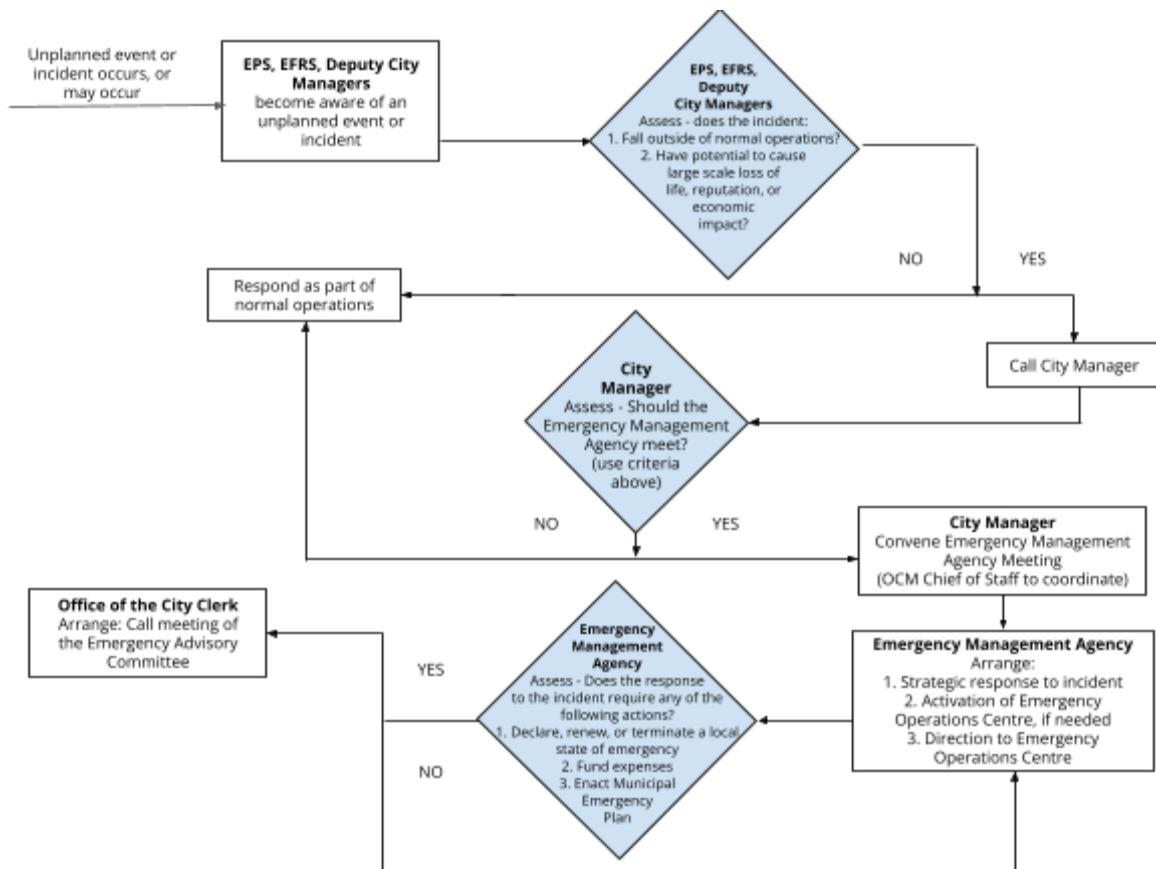 Unplanned event or
incident occurs, or
may occur
EPS, EFRS, Deputy City
Managers
become aware of an
unplanned event or
incident
EPS, EFRS,
Deputy
City Managers
Assess - does the incident:
1. Fall outside of normal operations?
2. Have potential to cause
large scale loss of
life, reputation, or
economic
impact?
NO
YES
Respond as part of
normal operations
Call City Manager
City
Manager
Assess - Should the
Emergency Management
Agency meet?
(use criteria
above)
NO
YES
City Manager
Convene Emergency Management
Agency Meeting
(OCM Chief of Staff to coordinate)
Office of the City Clerk
Arrange: Call meeting of
the Emergency Advisory
Committee
YES
NO
Emergency
Management
Agency
Assess - Does the response
to the incident require any of the
following actions?
1. Declare, renew, or terminate a local
state of emergency
2. Fund expenses
3. Enact Municipal
Emergency
Plan
Emergency Management Agency
Arrange:
1. Strategic response to incident
2. Activation of Emergency
Operations Centre, if needed
3. Direction to Emergency
Operations Centre